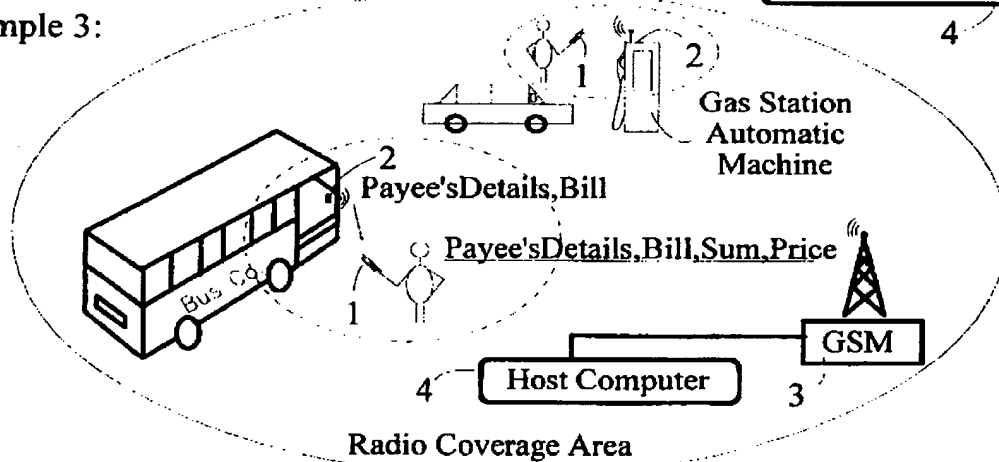 mple 3:
4
1
2
Gas Station
Automatic
Machine
2
Payee'sDetails,Bill
Payee'sDetails,Bill,Sum,Price
Bus Co
1
GSM
4
Host Computer
3
Radio Coverage Area